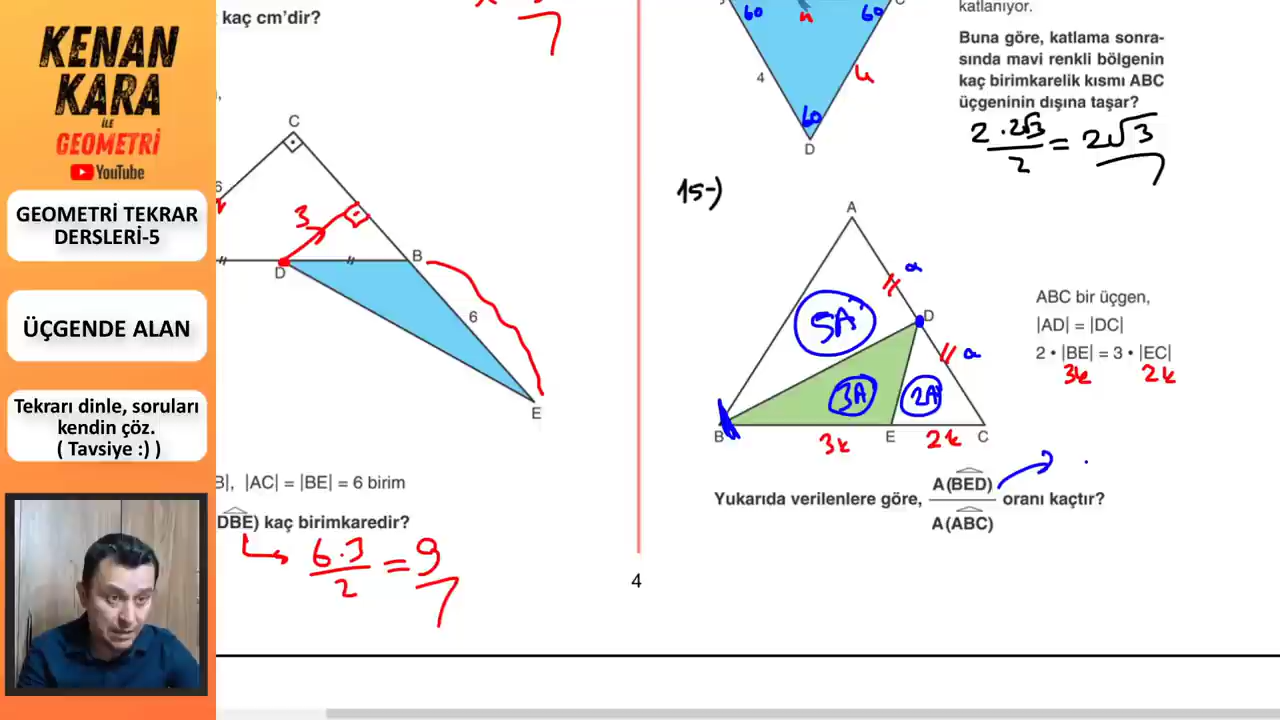 KENAN
KARA
İLE
GEOMETRİ
YouTube
GEOMETRİ TEKRAR
DERSLERİ-5
ÜÇGENDE ALAN
Tekrarı dinle, soruları
kendin çöz.
( Tavsiye :) )
kaç cm'dir?
7
C
6
3
D
B
6
E
B|, |AC| = |BE| = 6 birim
DBE) kaç birimkaredir?
6.3/2 = 9
4
60
60
4
60
D
katlanıyor.
Buna göre, katlama sonra-
sında mavi renkli bölgenin
kaç birimkarelik kısmı ABC
üçgeninin dışına taşar?
2.2√3/2 = 2√3
15-)
A
a
D
a
5A
3A
2A
B
E
C
3k
2k
ABC bir üçgen,
|AD| = |DC|
2 • |BE| = 3 • |EC|
3k 2k
Yukarıda verilenlere göre, A(BED)/A(ABC) oranı kaçtır?